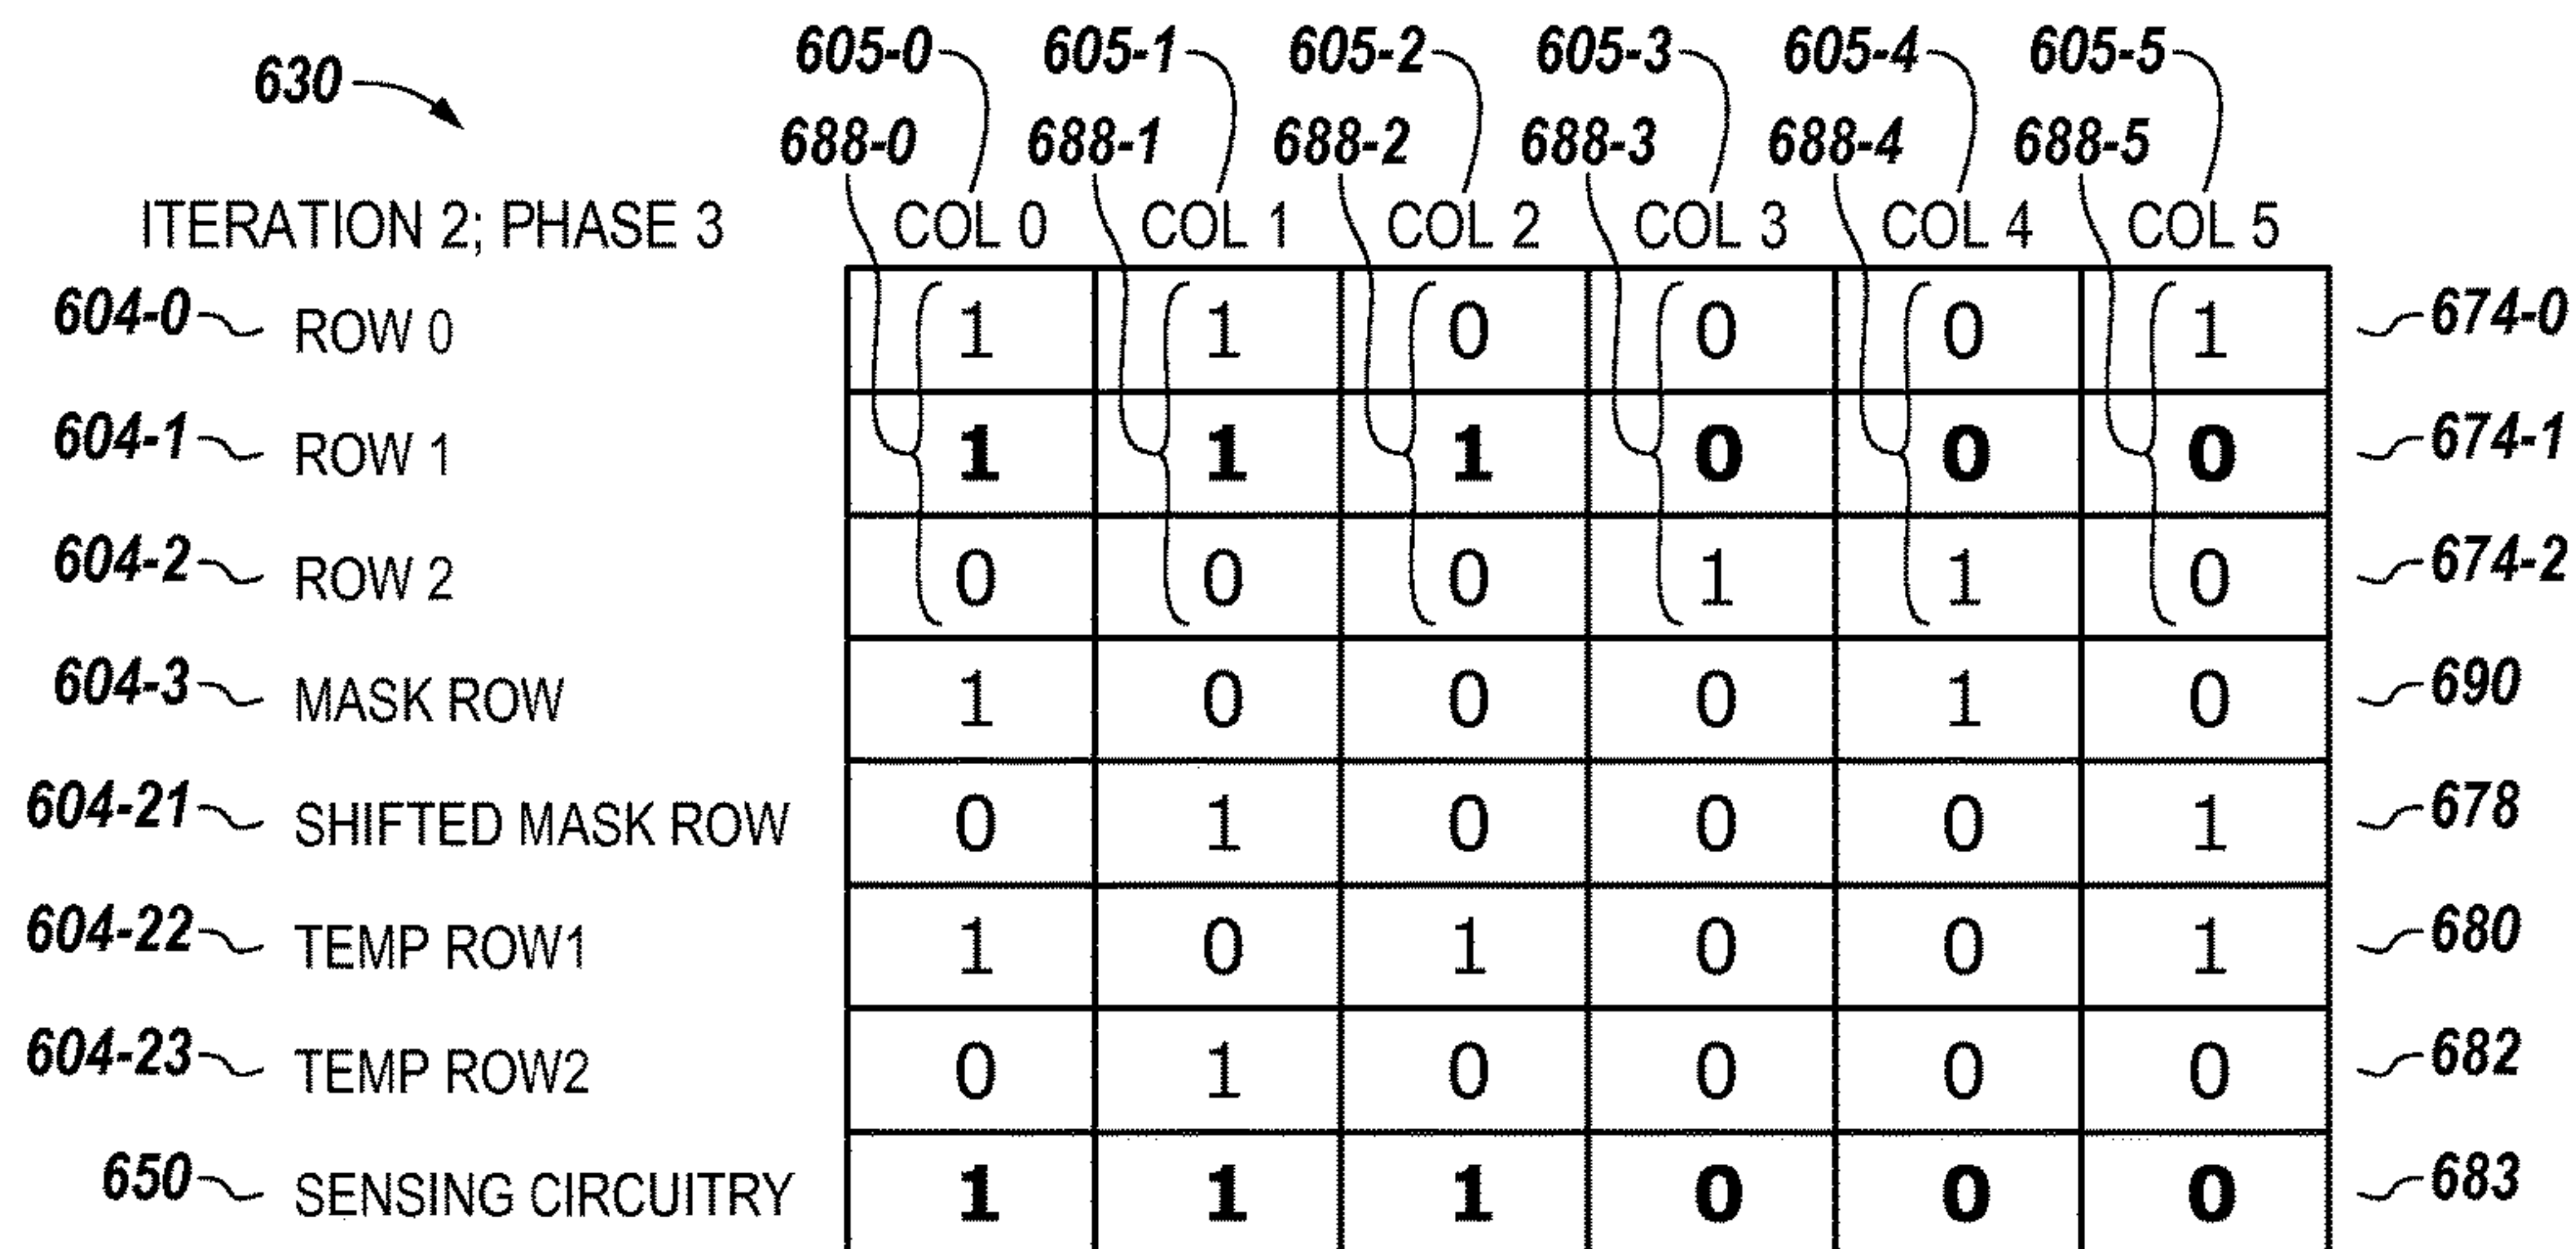 605-0 605-1 605-2 605-3 605-4 605-5
630
688-0 688-1 688-2 688-3 688-4 688-5
ITERATION 2; PHASE 3 COL 0 COL 1 COL 2 COL 3 COL 4 COL 5
604-0 ROW 0 1 1 0 0 0 1 674-0
604-1 ROW 1 1 1 1 0 0 0 674-1
604-2 ROW 2 0 0 0 1 1 0 674-2
604-3 MASK ROW 1 0 0 0 1 0 690
604-21 SHIFTED MASK ROW 0 1 0 0 0 1 678
604-22 TEMP ROW1 1 0 1 0 0 1 680
604-23 TEMP ROW2 0 1 0 0 0 0 682
650 SENSING CIRCUITRY 1 1 1 0 0 0 683